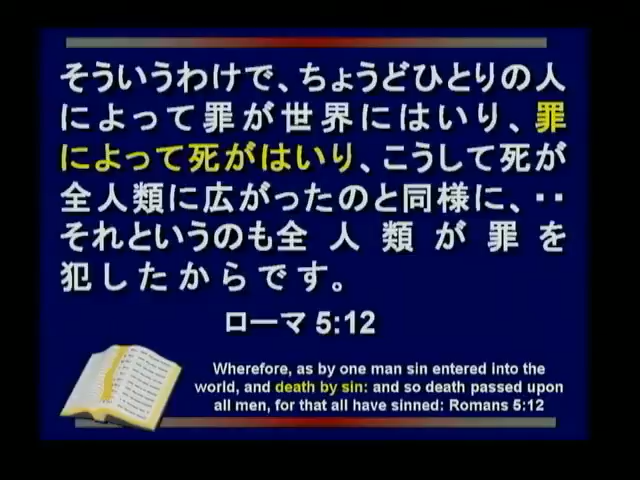 そういうわけで、ちょうどひとりの人
によって罪が世界にはいり、罪
によって死がはいり、こうして死が
全人類に広がったのと同様に、・・
それというのも全人類が罪を
犯したからです。
ローマ 5:12
Wherefore, as by one man sin entered into the
world, and death by sin: and so death passed upon
all men, for that all have sinned: Romans 5:12